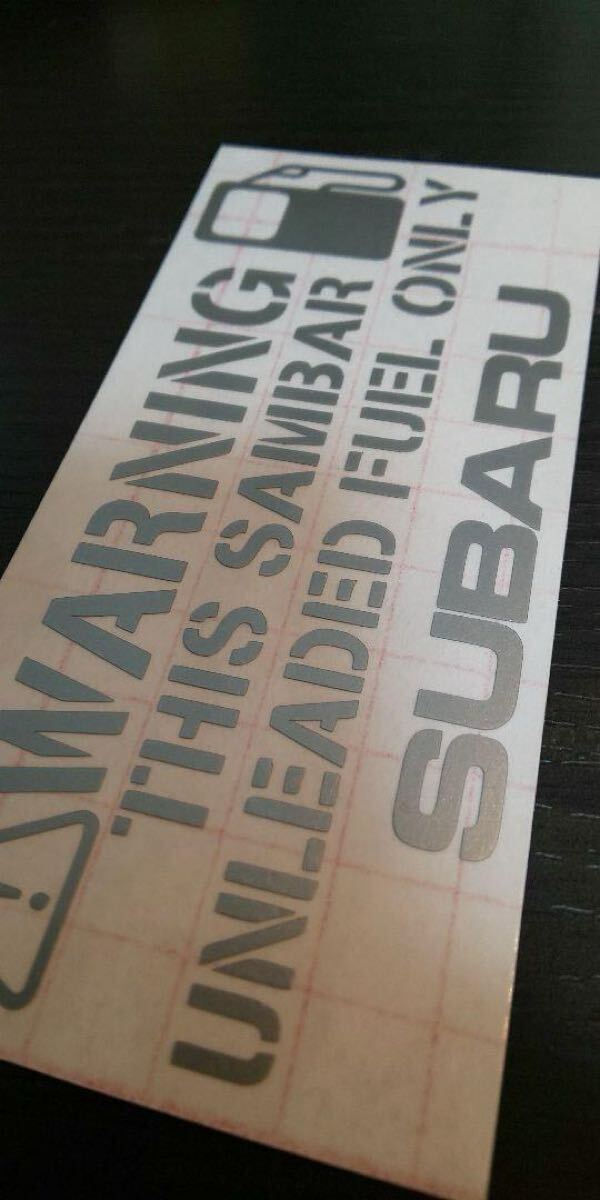 WARNING
THIS SAMBAR
UNLEADED FUEL ONLY
SUBARU